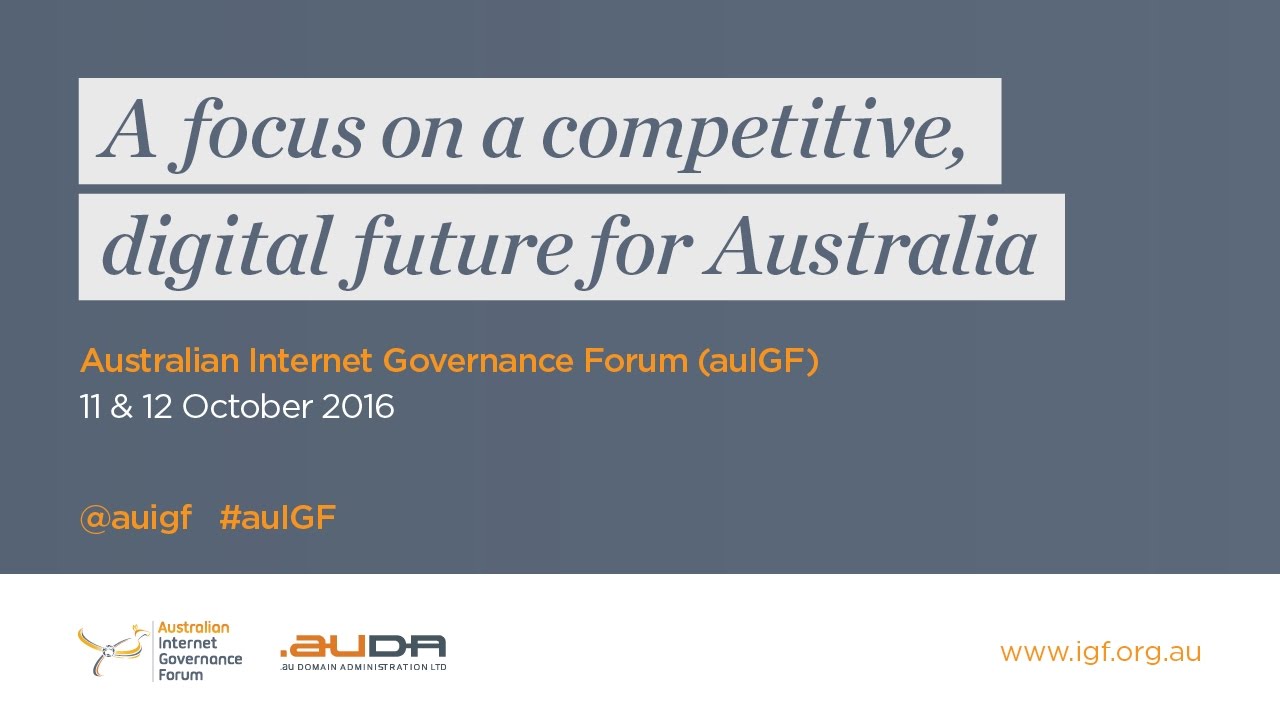 A focus on a competitive,
digital future for Australia
Australian Internet Governance Forum (auIGF)
11 & 12 October 2016
@auigf #auIGF
Australian
Internet
Governance
Forum
.auDA
.au DOMAIN ADMINISTRATION LTD
www.igf.org.au